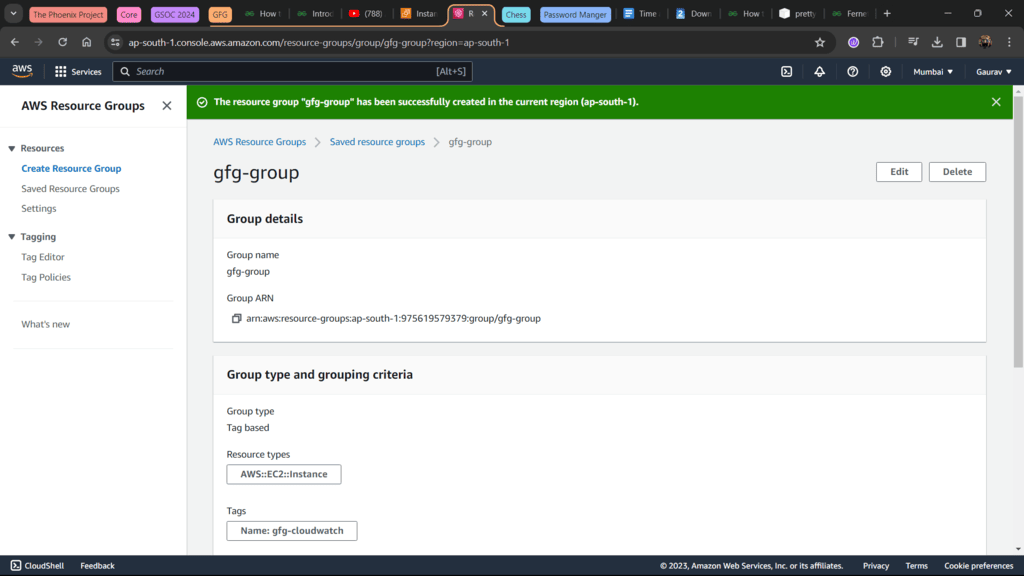 The Phoenix Project Core GSOC 2024 GFG How Intro (788) Instan R Chess Password Manger Time Down How pretty Ferne
ap-south-1.console.aws.amazon.com/resource-groups/group/gfg-group?region=ap-south-1
aws Services Search [Alt+S] Mumbai Gaurav
AWS Resource Groups
The resource group "gfg-group" has been successfully created in the current region (ap-south-1).
Resources
Create Resource Group
Saved Resource Groups
Settings
Tagging
Tag Editor
Tag Policies
What's new
AWS Resource Groups Saved resource groups gfg-group
gfg-group
Edit Delete
Group details
Group name
gfg-group
Group ARN
arn:aws:resource-groups:ap-south-1:975619579379:group/gfg-group
Group type and grouping criteria
Group type
Tag based
Resource types
AWS::EC2::Instance
Tags
Name: gfg-cloudwatch
CloudShell Feedback © 2023, Amazon Web Services, Inc. or its affiliates. Privacy Terms Cookie preferences